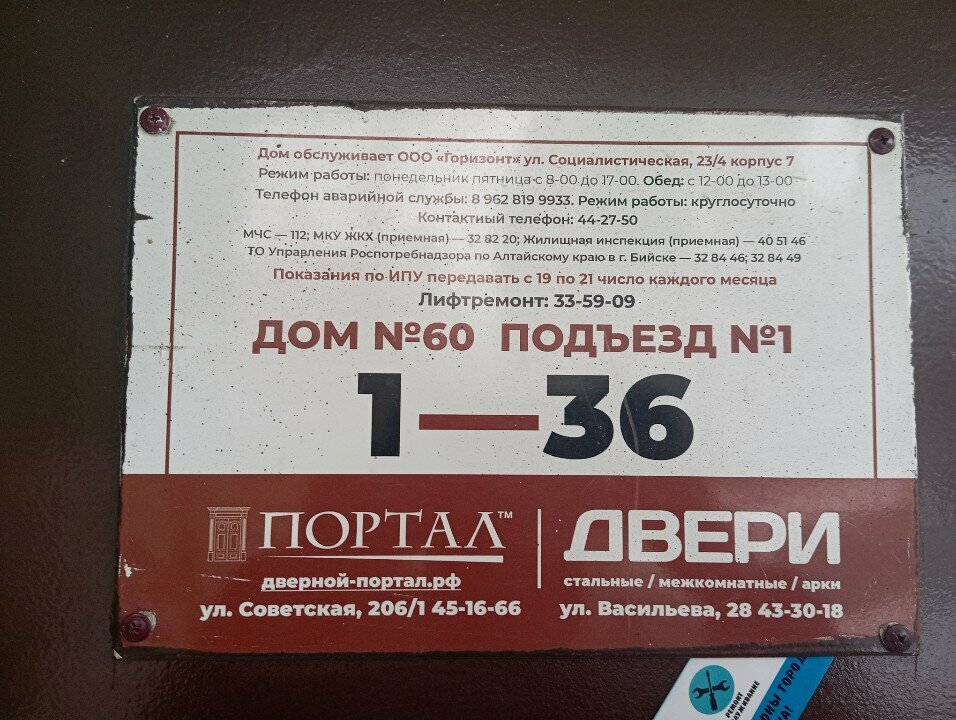 Дом обслуживает ООО «Горизонт» ул. Социалистическая, 23/4 корпус 7
Режим работы: понедельник пятница с 8-00 до 17-00. Обед: с 12-00 до 13-00
Телефон аварийной службы: 8 962 819 9933. Режим работы: круглосуточно
Контактный телефон: 44-27-50
МЧС — 112; МКУ ЖКХ (приемная) — 32 82 20; Жилищная инспекция (приемная) — 40 51 46
ТО Управления Роспотребнадзора по Алтайскому краю в г. Бийске — 32 84 46; 32 84 49
Показания по ИПУ передавать с 19 по 21 число каждого месяца
Лифтремонт: 33-59-09
ДОМ №60 ПОДЪЕЗД №1
1—36
ПОРТАЛ™
дверной-портал.рф
ул. Советская, 206/1 45-16-66
ДВЕРИ
стальные / межкомнатные / арки
ул. Васильева, 28 43-30-18
РЕМОНТ